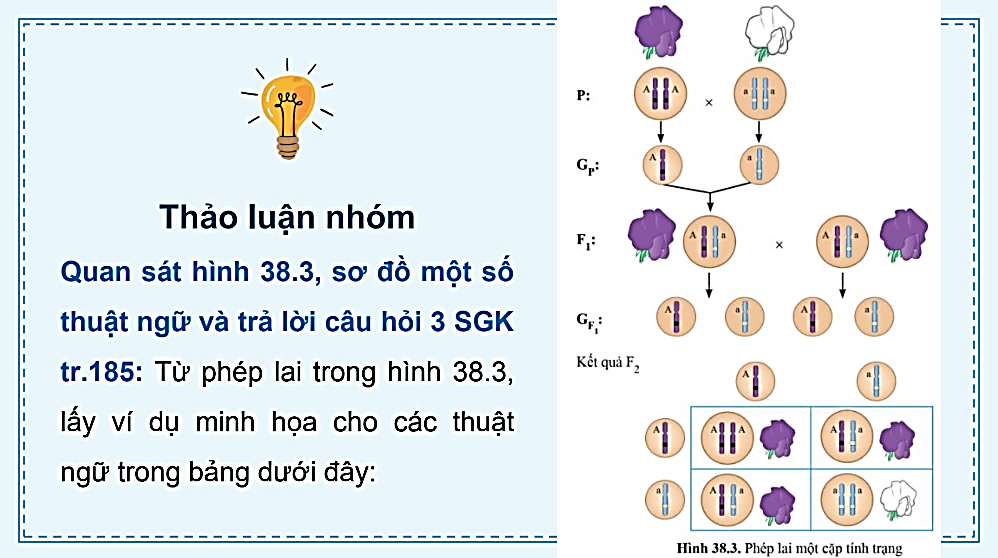 Thảo luận nhóm
Quan sát hình 38.3, sơ đồ một số
thuật ngữ và trả lời câu hỏi 3 SGK
tr.185: Từ phép lai trong hình 38.3,
lấy ví dụ minh họa cho các thuật
ngữ trong bảng dưới đây:
P:
A A × a a
G_P:
A a
F₁:
A a × A a
G_F₁:
A a A a
Kết quả F₂
A a
A A A A a
a A a a a
Hình 38.3. Phép lai một cặp tính trạng